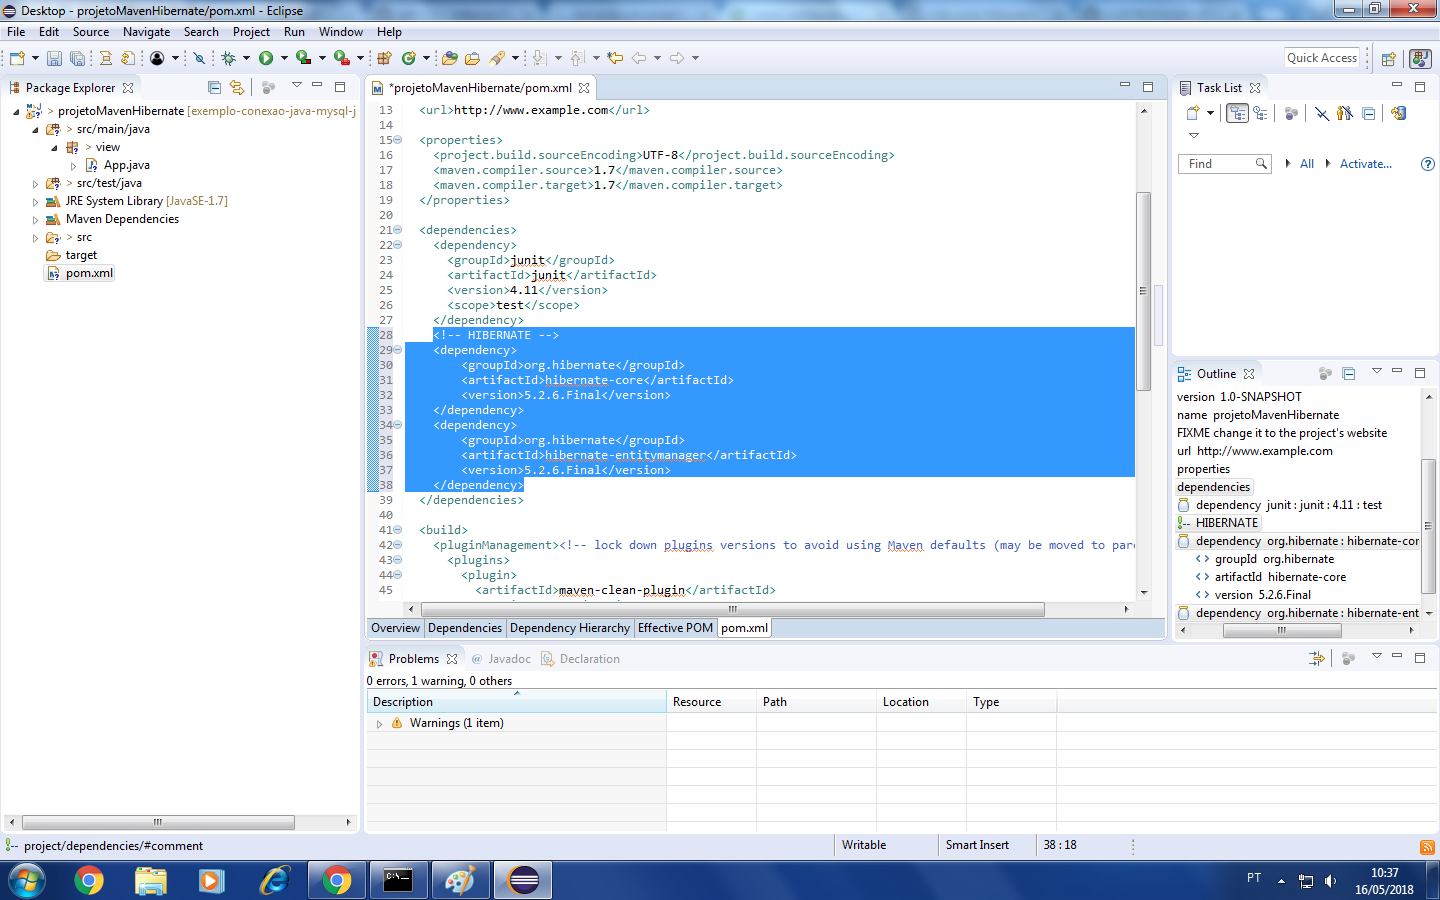 Desktop - projetoMavenHibernate/pom.xml - Eclipse
File Edit Source Navigate Search Project Run Window Help
Quick Access
Package Explorer
> projetoMavenHibernate [exemplo-conexao-java-mysql-j
> src/main/java
> view
App.java
> src/test/java
JRE System Library [JavaSE-1.7]
Maven Dependencies
> src
target
pom.xml
*projetoMavenHibernate/pom.xml
13 <url>http://www.example.com</url>
14
15 <properties>
16 <project.build.sourceEncoding>UTF-8</project.build.sourceEncoding>
17 <maven.compiler.source>1.7</maven.compiler.source>
18 <maven.compiler.target>1.7</maven.compiler.target>
19 </properties>
20
21 <dependencies>
22 <dependency>
23 <groupId>junit</groupId>
24 <artifactId>junit</artifactId>
25 <version>4.11</version>
26 <scope>test</scope>
27 </dependency>
28 <!-- HIBERNATE -->
29 <dependency>
30 <groupId>org.hibernate</groupId>
31 <artifactId>hibernate-core</artifactId>
32 <version>5.2.6.Final</version>
33 </dependency>
34 <dependency>
35 <groupId>org.hibernate</groupId>
36 <artifactId>hibernate-entitymanager</artifactId>
37 <version>5.2.6.Final</version>
38 </dependency>
39 </dependencies>
40
41 <build>
42 <pluginManagement><!-- lock down plugins versions to avoid using Maven defaults (may be moved to pare
43 <plugins>
44 <plugin>
45 <artifactId>maven-clean-plugin</artifactId>
Overview Dependencies Dependency Hierarchy Effective POM pom.xml
Task List
Find All Activate...
Outline
version 1.0-SNAPSHOT
name projetoMavenHibernate
FIXME change it to the project's website
url http://www.example.com
properties
dependencies
dependency junit : junit : 4.11 : test
HIBERNATE
dependency org.hibernate : hibernate-cor
groupId org.hibernate
artifactId hibernate-core
version 5.2.6.Final
dependency org.hibernate : hibernate-ent
Problems @ Javadoc Declaration
0 errors, 1 warning, 0 others
Description Resource Path Location Type
Warnings (1 item)
project/dependencies/#comment Writable Smart Insert 38 : 18
PT
10:37
16/05/2018